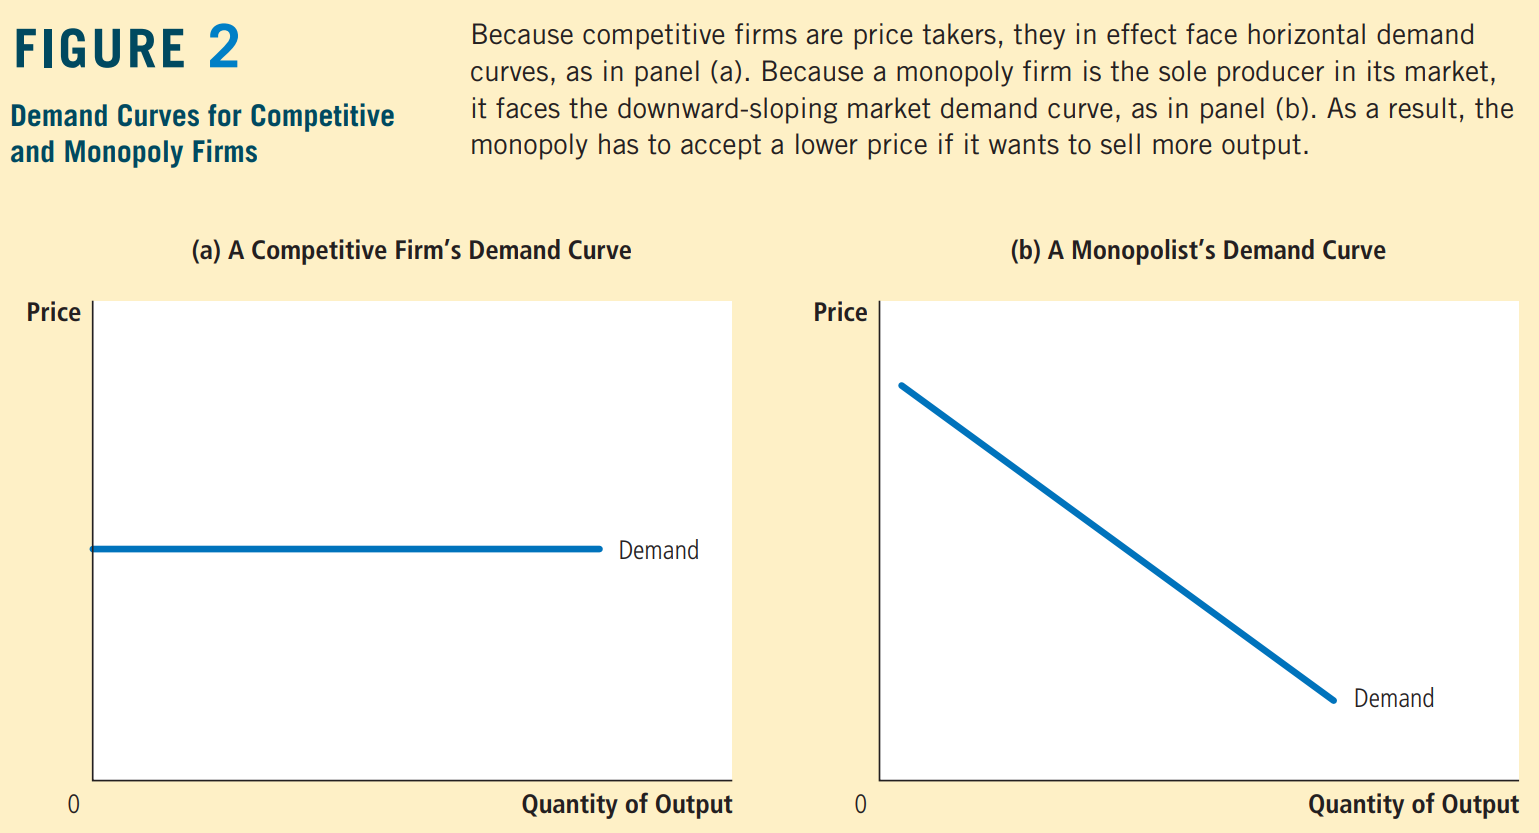 FIGURE 2
Demand Curves for Competitive
and Monopoly Firms
Because competitive firms are price takers, they in effect face horizontal demand
curves, as in panel (a). Because a monopoly firm is the sole producer in its market,
it faces the downward-sloping market demand curve, as in panel (b). As a result, the
monopoly has to accept a lower price if it wants to sell more output.
(a) A Competitive Firm’s Demand Curve
Price
Demand
0
Quantity of Output
(b) A Monopolist’s Demand Curve
Price
Demand
0
Quantity of Output